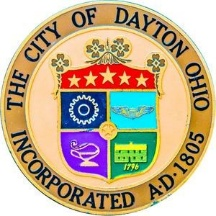 THE CITY OF DAYTON OHIO
INCORPORATED A·D·1805
1796